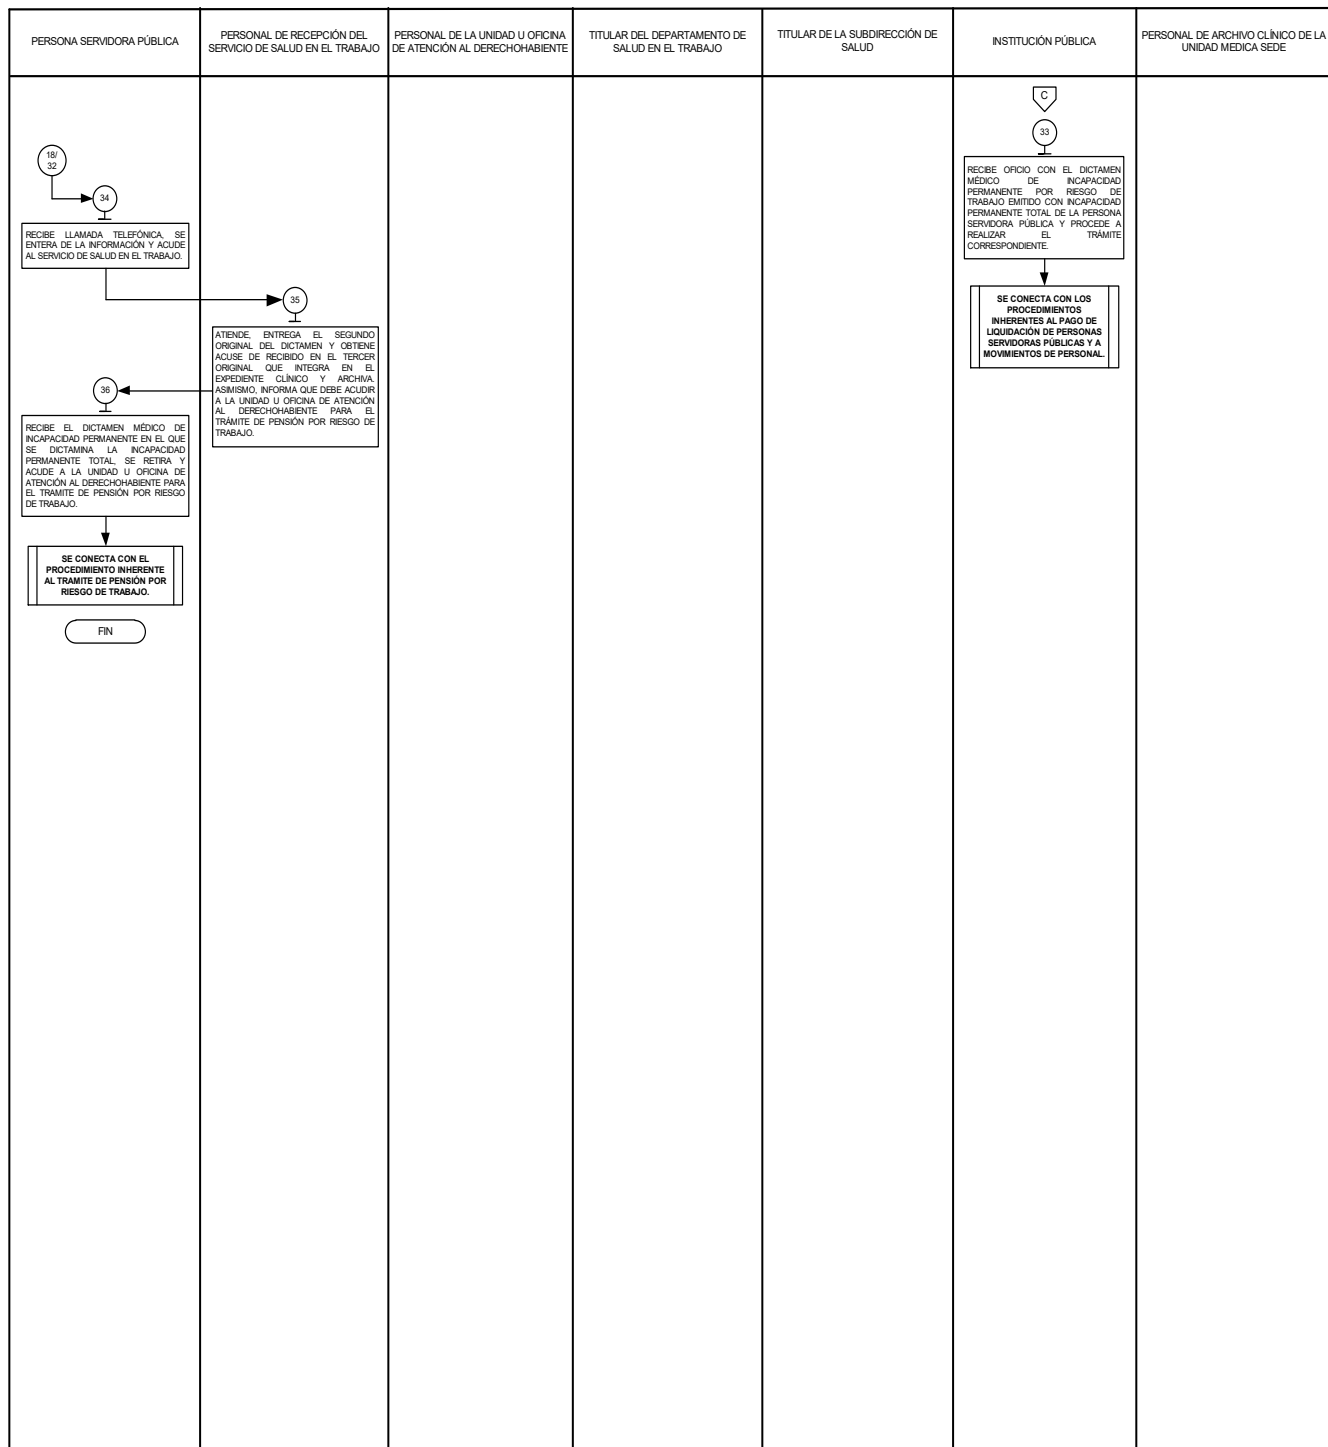 PERSONA SERVIDORA PÚBLICA
PERSONAL DE RECEPCIÓN DEL
SERVICIO DE SALUD EN EL TRABAJO
PERSONAL DE LA UNIDAD U OFICINA
DE ATENCIÓN AL DERECHOHABIENTE
TITULAR DEL DEPARTAMENTO DE
SALUD EN EL TRABAJO
TITULAR DE LA SUBDIRECCIÓN DE
SALUD
INSTITUCIÓN PÚBLICA
PERSONAL DE ARCHIVO CLÍNICO DE LA
UNIDAD MEDICA SEDE
C
33
RECIBE OFICIO CON EL DICTAMEN
MÉDICO DE INCAPACIDAD
PERMANENTE POR RIESGO DE
TRABAJO EMITIDO CON INCAPACIDAD
PERMANENTE TOTAL DE LA PERSONA
SERVIDORA PÚBLICA Y PROCEDE A
REALIZAR EL TRÁMITE
CORRESPONDIENTE.
SE CONECTA CON LOS
PROCEDIMIENTOS
INHERENTES AL PAGO DE
LIQUIDACIÓN DE PERSONAS
SERVIDORAS PÚBLICAS Y A
MOVIMIENTOS DE PERSONAL.
18/
32
34
RECIBE LLAMADA TELEFÓNICA, SE
ENTERA DE LA INFORMACIÓN Y ACUDE
AL SERVICIO DE SALUD EN EL TRABAJO.
35
ATIENDE, ENTREGA EL SEGUNDO
ORIGINAL DEL DICTAMEN Y OBTIENE
ACUSE DE RECIBIDO EN EL TERCER
ORIGINAL QUE INTEGRA EN EL
EXPEDIENTE CLÍNICO Y ARCHIVA.
ASIMISMO, INFORMA QUE DEBE ACUDIR
A LA UNIDAD U OFICINA DE ATENCIÓN
AL DERECHOHABIENTE PARA EL
TRÁMITE DE PENSIÓN POR RIESGO DE
TRABAJO.
36
RECIBE EL DICTAMEN MÉDICO DE
INCAPACIDAD PERMANENTE EN EL QUE
SE DICTAMINA LA INCAPACIDAD
PERMANENTE TOTAL, SE RETIRA Y
ACUDE A LA UNIDAD U OFICINA DE
ATENCIÓN AL DERECHOHABIENTE PARA
EL TRAMITE DE PENSIÓN POR RIESGO
DE TRABAJO.
SE CONECTA CON EL
PROCEDIMIENTO INHERENTE
AL TRAMITE DE PENSIÓN POR
RIESGO DE TRABAJO.
FIN